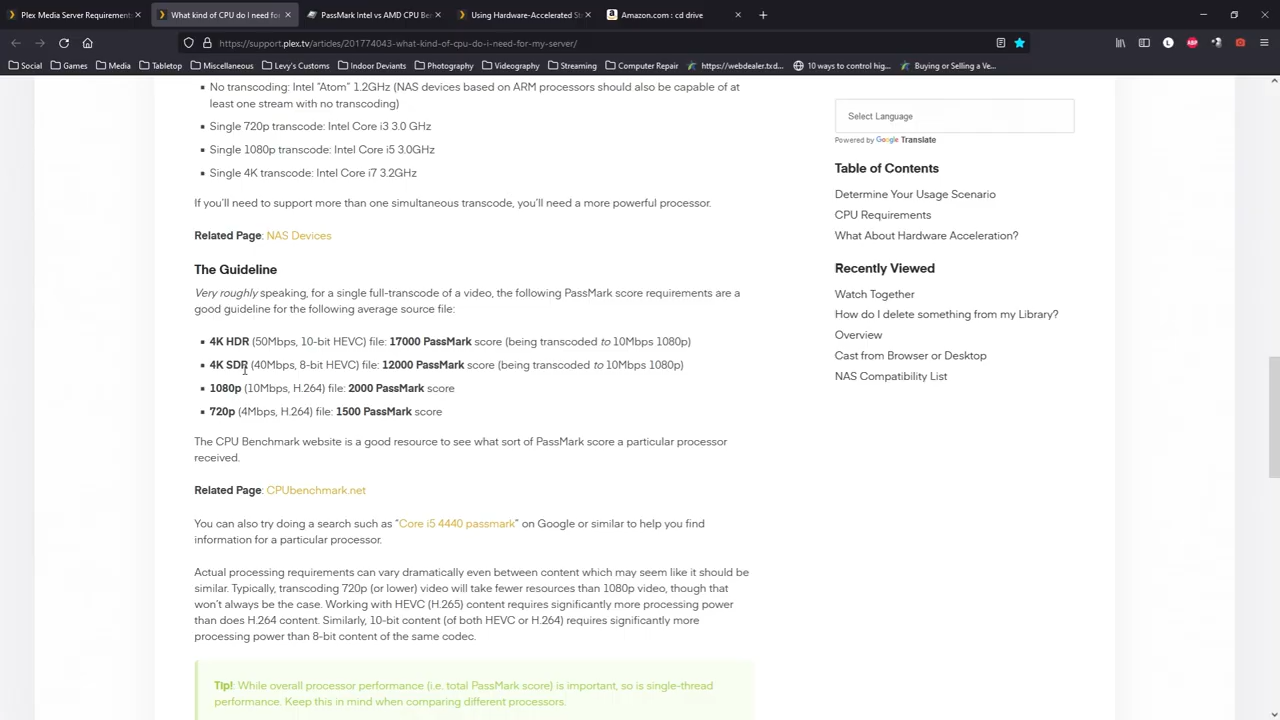 Plex Media Server Requirement
What kind of CPU do I need fo
PassMark Intel vs AMD CPU Be
Using Hardware-Accelerated St
Amazon.com : cd drive
https://support.plex.tv/articles/201774043-what-kind-of-cpu-do-i-need-for-my-server/
Social Games Media Tabletop Miscellaneous Levy's Customs Indoor Deviants Photography Videography Streaming Computer Repair https://webdealer.txd... 10 ways to control hig... Buying or Selling a Ve...
No transcoding: Intel "Atom" 1.2GHz (NAS devices based on ARM processors should also be capable of at
least one stream with no transcoding)
Single 720p transcode: Intel Core i3 3.0 GHz
Single 1080p transcode: Intel Core i5 3.0GHz
Single 4K transcode: Intel Core i7 3.2GHz
If you'll need to support more than one simultaneous transcode, you'll need a more powerful processor.
Related Page: NAS Devices
The Guideline
Very roughly speaking, for a single full-transcode of a video, the following PassMark score requirements are a
good guideline for the following average source file:
4K HDR (50Mbps, 10-bit HEVC) file: 17000 PassMark score (being transcoded to 10Mbps 1080p)
4K SDR (40Mbps, 8-bit HEVC) file: 12000 PassMark score (being transcoded to 10Mbps 1080p)
1080p (10Mbps, H.264) file: 2000 PassMark score
720p (4Mbps, H.264) file: 1500 PassMark score
The CPU Benchmark website is a good resource to see what sort of PassMark score a particular processor
received.
Related Page: CPUbenchmark.net
You can also try doing a search such as "Core i5 4440 passmark" on Google or similar to help you find
information for a particular processor.
Actual processing requirements can vary dramatically even between content which may seem like it should be
similar. Typically, transcoding 720p (or lower) video will take fewer resources than 1080p video, though that
won't always be the case. Working with HEVC (H.265) content requires significantly more processing power
than does H.264 content. Similarly, 10-bit content (of both HEVC or H.264) requires significantly more
processing power than 8-bit content of the same codec.
Tip!: While overall processor performance (i.e. total PassMark score) is important, so is single-thread
performance. Keep this in mind when comparing different processors.
Select Language
Powered by Google Translate
Table of Contents
Determine Your Usage Scenario
CPU Requirements
What About Hardware Acceleration?
Recently Viewed
Watch Together
How do I delete something from my Library?
Overview
Cast from Browser or Desktop
NAS Compatibility List